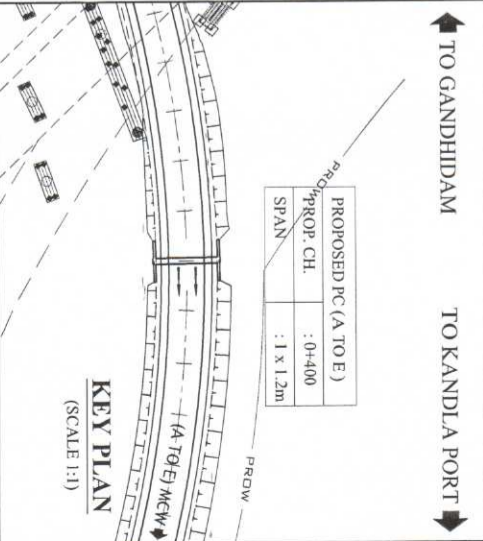 TO GANDHIDAM
TO KANDLA PORT
PROW
PROPOSED PC (A TO E)
PROP. CH. : 0+400
SPAN : 1 x 1.2m
PROW
(A TO E) MCW
KEY PLAN
(SCALE 1:1)